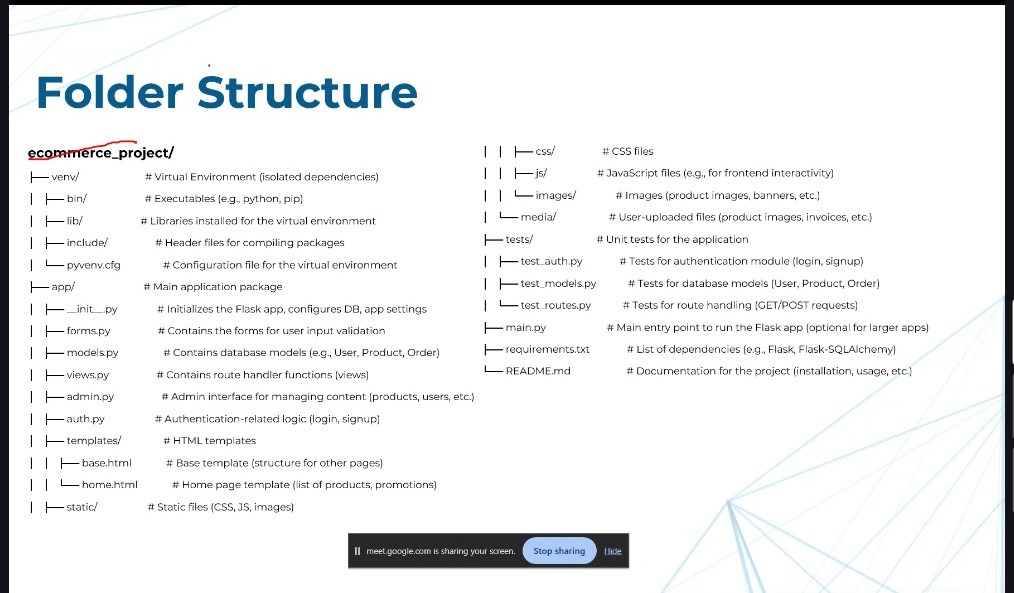 Folder Structure
ecommerce_project/
├── venv/ # Virtual Environment (isolated dependencies)
│ ├── bin/ # Executables (e.g., python, pip)
│ ├── lib/ # Libraries installed for the virtual environment
│ ├── include/ # Header files for compiling packages
│ └── pyvenv.cfg # Configuration file for the virtual environment
├── app/ # Main application package
│ ├── __init__.py # Initializes the Flask app, configures DB, app settings
│ ├── forms.py # Contains the forms for user input validation
│ ├── models.py # Contains database models (e.g., User, Product, Order)
│ ├── views.py # Contains route handler functions (views)
│ ├── admin.py # Admin interface for managing content (products, users, etc.)
│ ├── auth.py # Authentication-related logic (login, signup)
│ ├── templates/ # HTML templates
│ │ ├── base.html # Base template (structure for other pages)
│ │ └── home.html # Home page template (list of products, promotions)
│ ├── static/ # Static files (CSS, JS, images)
│ │ ├── css/ # CSS files
│ │ ├── js/ # JavaScript files (e.g., for frontend interactivity)
│ │ └── images/ # Images (product images, banners, etc.)
│ └── media/ # User-uploaded files (product images, invoices, etc.)
├── tests/ # Unit tests for the application
│ ├── test_auth.py # Tests for authentication module (login, signup)
│ ├── test_models.py # Tests for database models (User, Product, Order)
│ └── test_routes.py # Tests for route handling (GET/POST requests)
├── main.py # Main entry point to run the Flask app (optional for larger apps)
├── requirements.txt # List of dependencies (e.g., Flask, Flask-SQLAlchemy)
└── README.md # Documentation for the project (installation, usage, etc.)
meet.google.com is sharing your screen. Stop sharing Hide